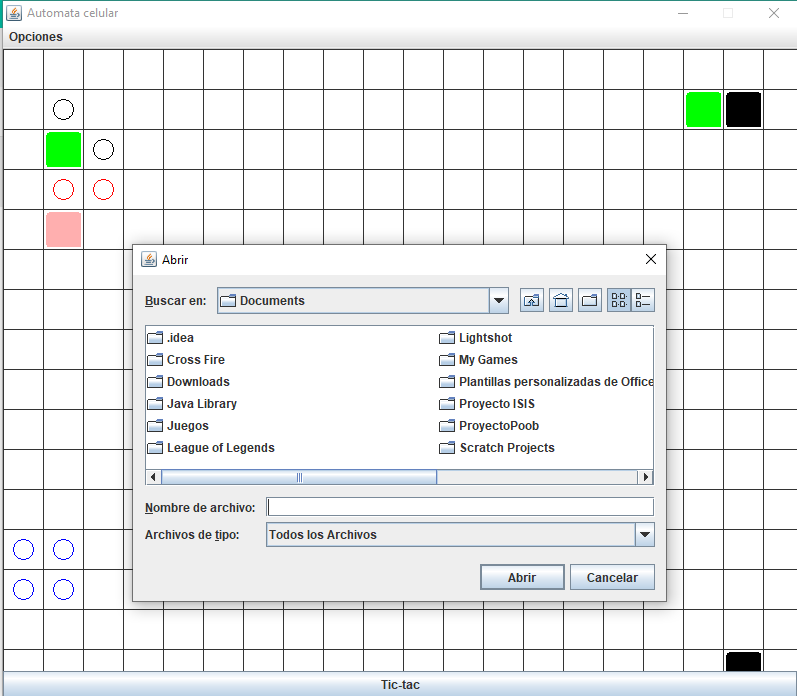 Automata celular
Opciones
Abrir
Buscar en: Documents
.idea
Cross Fire
Downloads
Java Library
Juegos
League of Legends
Lightshot
My Games
Plantillas personalizadas de Office
Proyecto ISIS
ProyectoPoob
Scratch Projects
Nombre de archivo:
Archivos de tipo: Todos los Archivos
Abrir Cancelar
Tic-tac